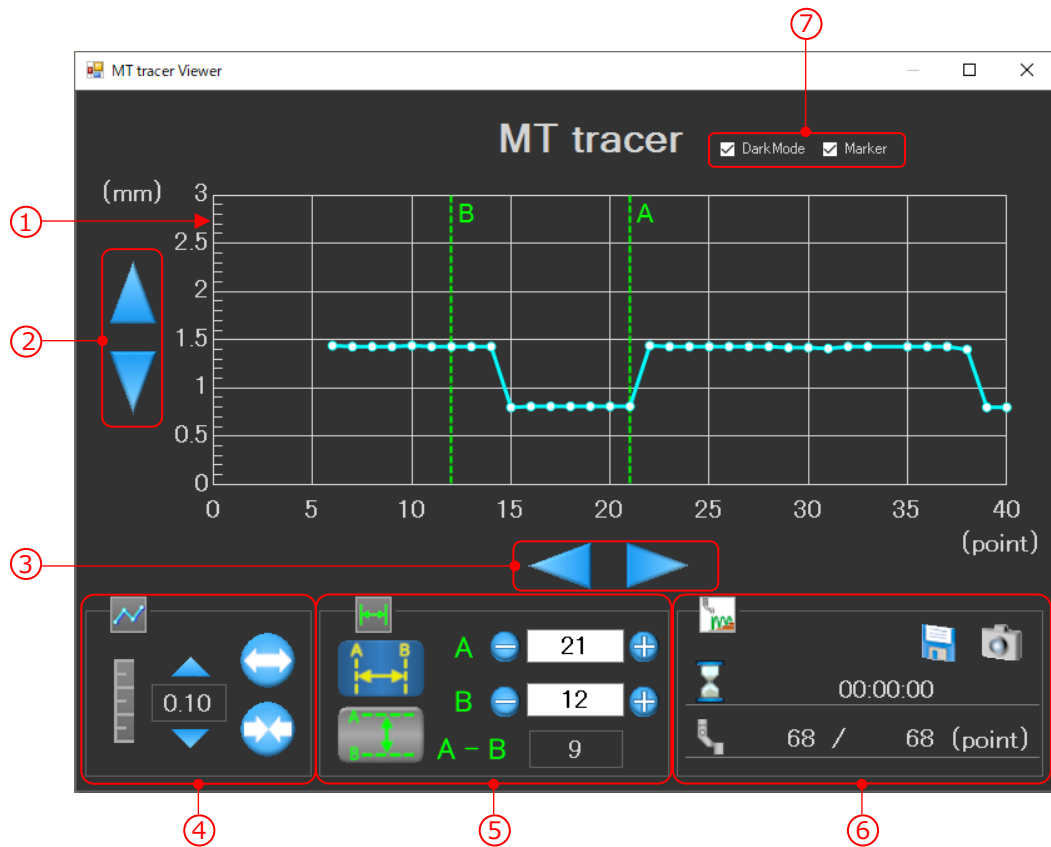 ⑦
MT tracer Viewer
MT tracer
DarkMode Marker
(mm)
①
3
2.5
2
1.5
1
0.5
0
B A
②
0 5 10 15 20 25 30 35 40
(point)
③
0.10
A B
A 21
A
B
B 12
A - B 9
00:00:00
68 / 68 (point)
④ ⑤ ⑥